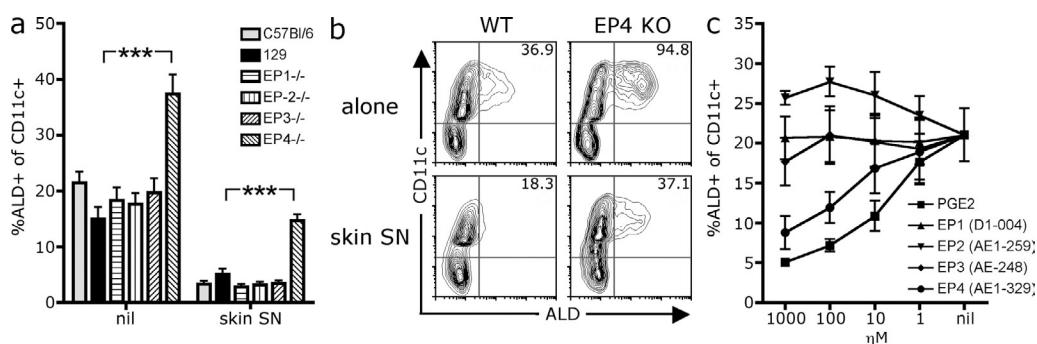 a
%ALD+ of CD11c+
50
40
30
20
10
0
***
***
C57Bl/6
129
EP1-/-
EP-2-/-
EP3-/-
EP4-/-
nil
skin SN
b
WT
EP4 KO
alone
skin SN
36.9
94.8
18.3
37.1
CD11c
ALD
c
%ALD+ of CD11c+
35
30
25
20
15
10
5
0
PGE2
EP1 (D1-004)
EP2 (AE1-259)
EP3 (AE-248)
EP4 (AE1-329)
1000
100
10
1
nil
ηM